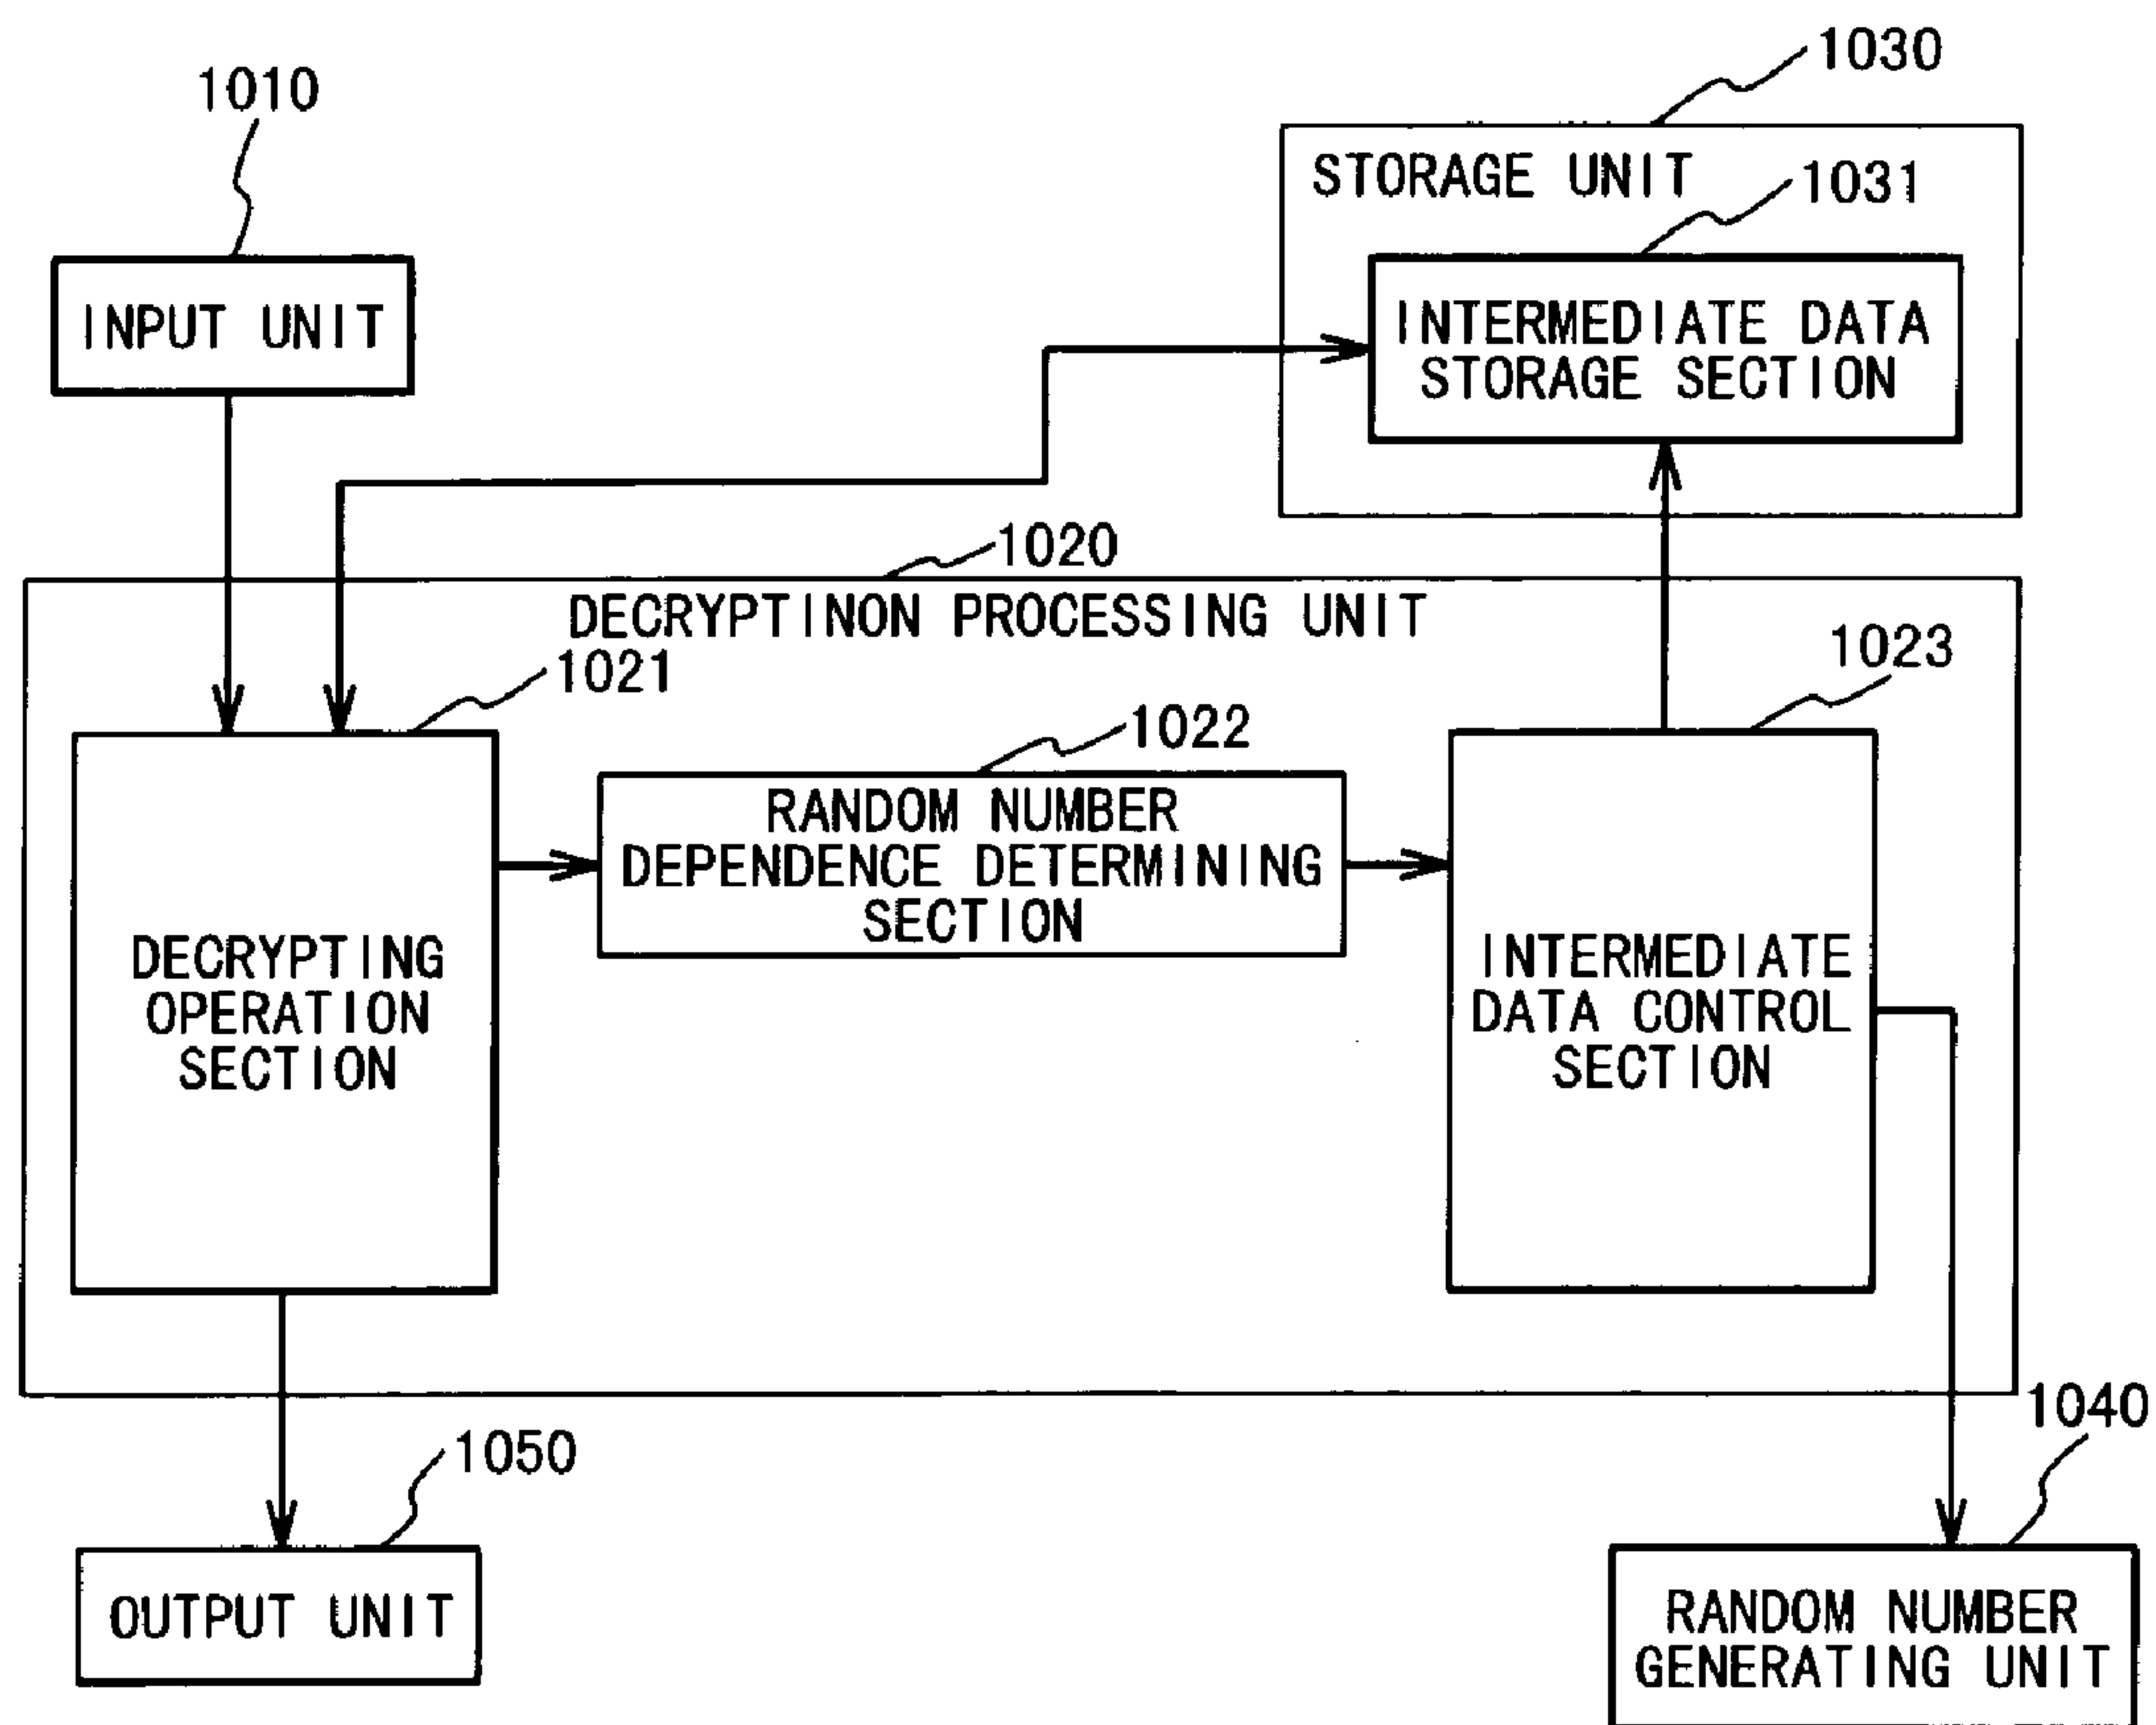 1030
1010
STORAGE UNIT
1031
INPUT UNIT
INTERMEDIATE DATA
STORAGE SECTION
1020
DECRYPTINON PROCESSING UNIT
1021
1023
1022
RANDOM NUMBER
DEPENDENCE DETERMINING
SECTION
DECRYPTING
OPERATION
SECTION
INTERMEDIATE
DATA CONTROL
SECTION
1040
1050
OUTPUT UNIT
RANDOM NUMBER
GENERATING UNIT